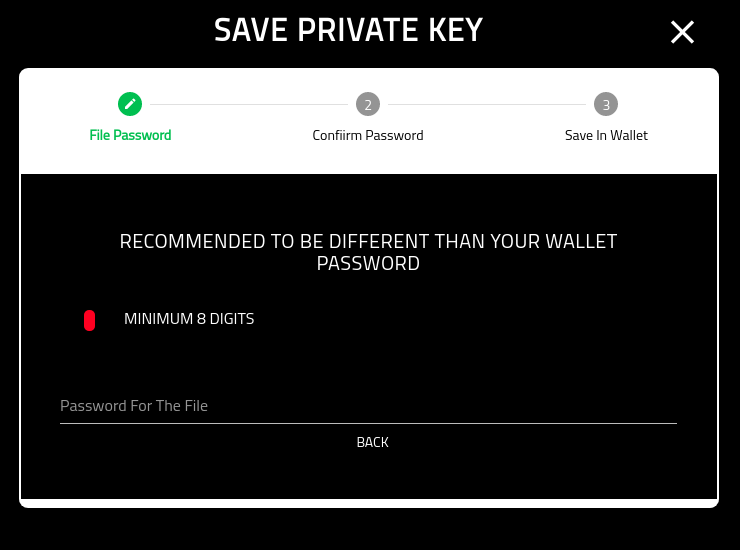 SAVE PRIVATE KEY
2
3
File Password
Confiirm Password
Save In Wallet
RECOMMENDED TO BE DIFFERENT THAN YOUR WALLET
PASSWORD
MINIMUM 8 DIGITS
Password For The File
BACK